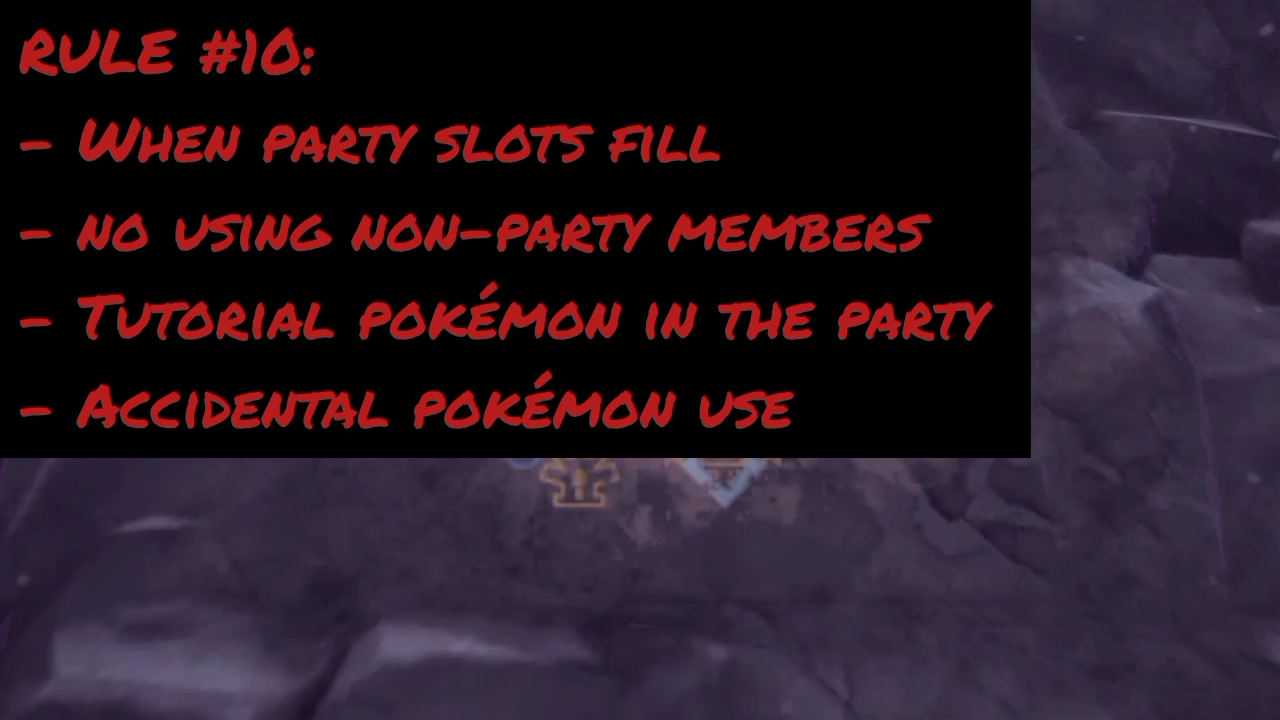 RULE #10:
- WHEN PARTY SLOTS FILL
- NO USING NON-PARTY MEMBERS
- TUTORIAL POKÉMON IN THE PARTY
- ACCIDENTAL POKÉMON USE